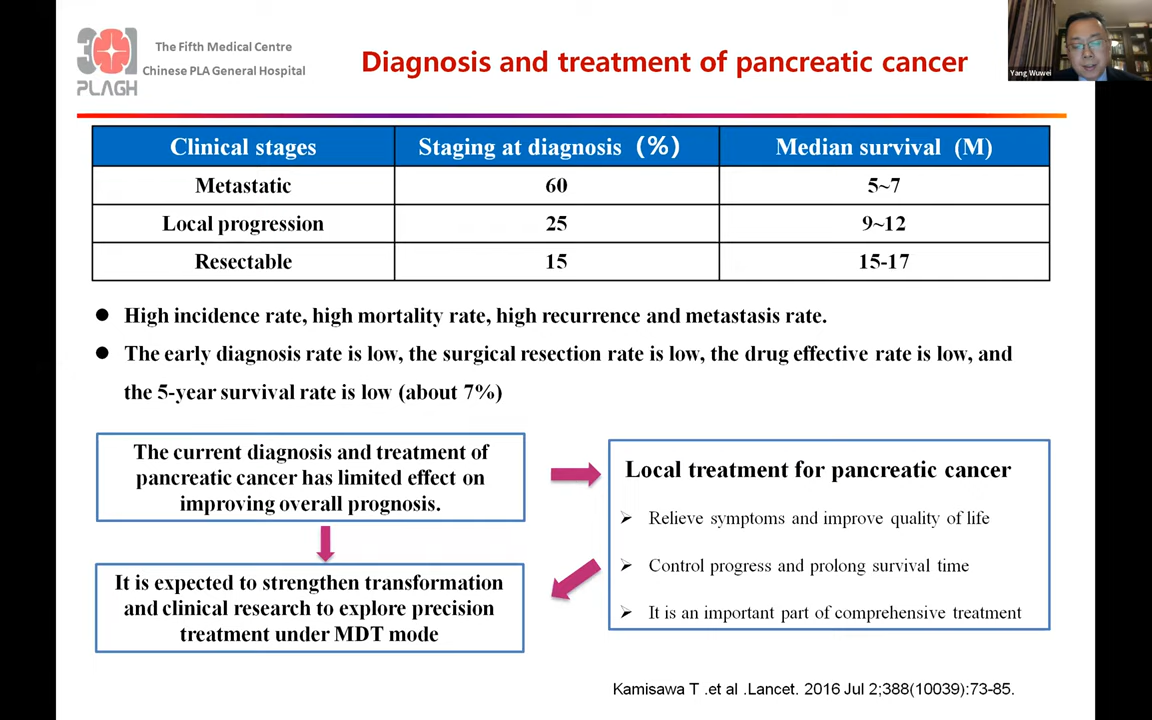 301
PLAGH
The Fifth Medical Centre
Chinese PLA General Hospital
Diagnosis and treatment of pancreatic cancer
Yang Wuwei
Clinical stages Staging at diagnosis（%） Median survival (M)
Metastatic 60 5~7
Local progression 25 9~12
Resectable 15 15-17
● High incidence rate, high mortality rate, high recurrence and metastasis rate.
● The early diagnosis rate is low, the surgical resection rate is low, the drug effective rate is low, and
the 5-year survival rate is low (about 7%)
The current diagnosis and treatment of
pancreatic cancer has limited effect on
improving overall prognosis.
It is expected to strengthen transformation
and clinical research to explore precision
treatment under MDT mode
Local treatment for pancreatic cancer
➢ Relieve symptoms and improve quality of life
➢ Control progress and prolong survival time
➢ It is an important part of comprehensive treatment
Kamisawa T .et al .Lancet. 2016 Jul 2;388(10039):73-85.